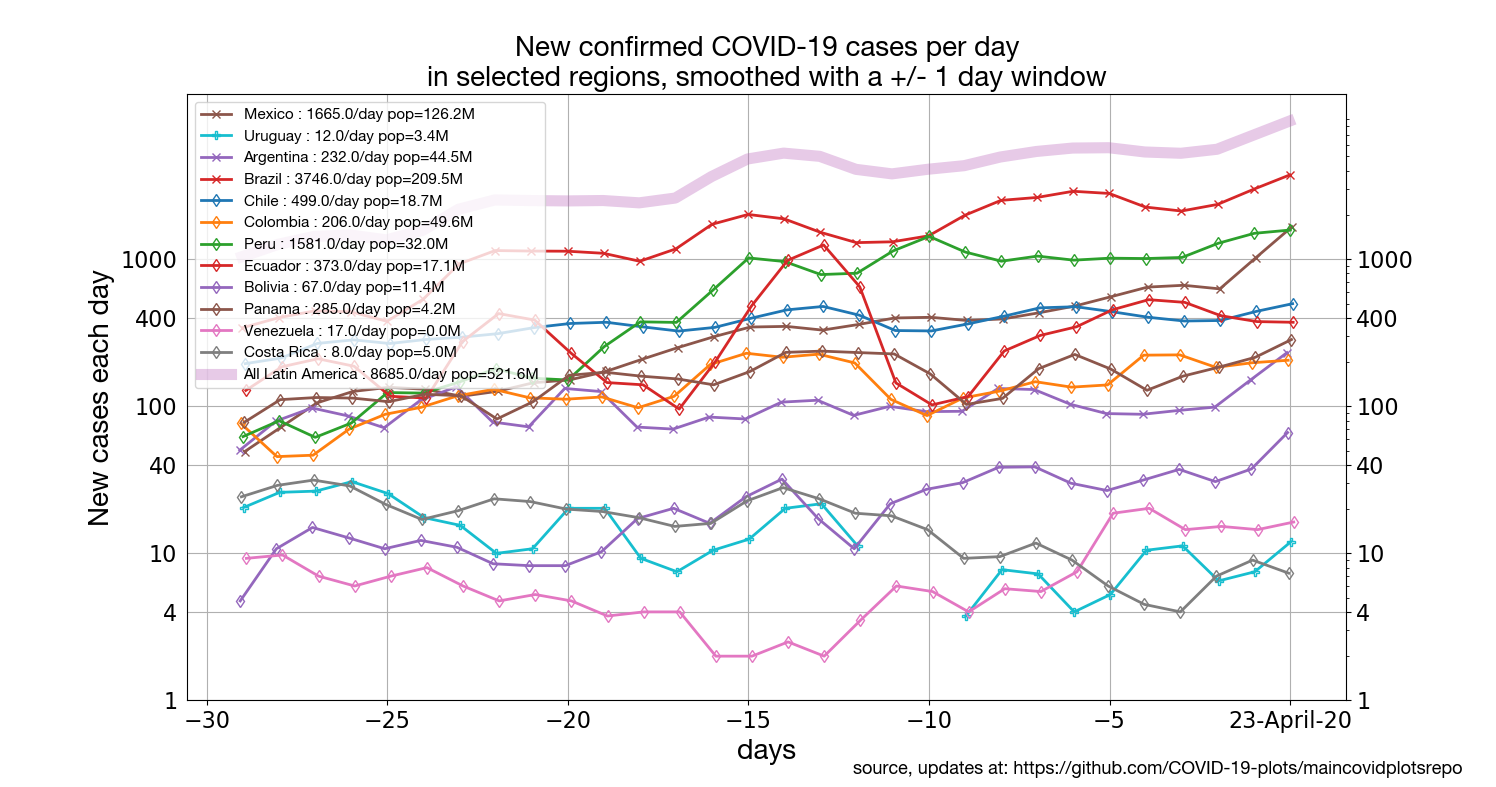 New confirmed COVID-19 cases per day
in selected regions, smoothed with a +/- 1 day window
Mexico : 1665.0/day pop=126.2M
Uruguay : 12.0/day pop=3.4M
Argentina : 232.0/day pop=44.5M
Brazil : 3746.0/day pop=209.5M
Chile : 499.0/day pop=18.7M
Colombia : 206.0/day pop=49.6M
Peru : 1581.0/day pop=32.0M
Ecuador : 373.0/day pop=17.1M
Bolivia : 67.0/day pop=11.4M
Panama : 285.0/day pop=4.2M
Venezuela : 17.0/day pop=0.0M
Costa Rica : 8.0/day pop=5.0M
All Latin America : 8685.0/day pop=521.6M
New cases each day
1000
400
100
40
10
4
1
1000
400
100
40
10
4
1
−30 −25 −20 −15 −10 −5 23-April-20
days
source, updates at: https://github.com/COVID-19-plots/maincovidplotsrepo